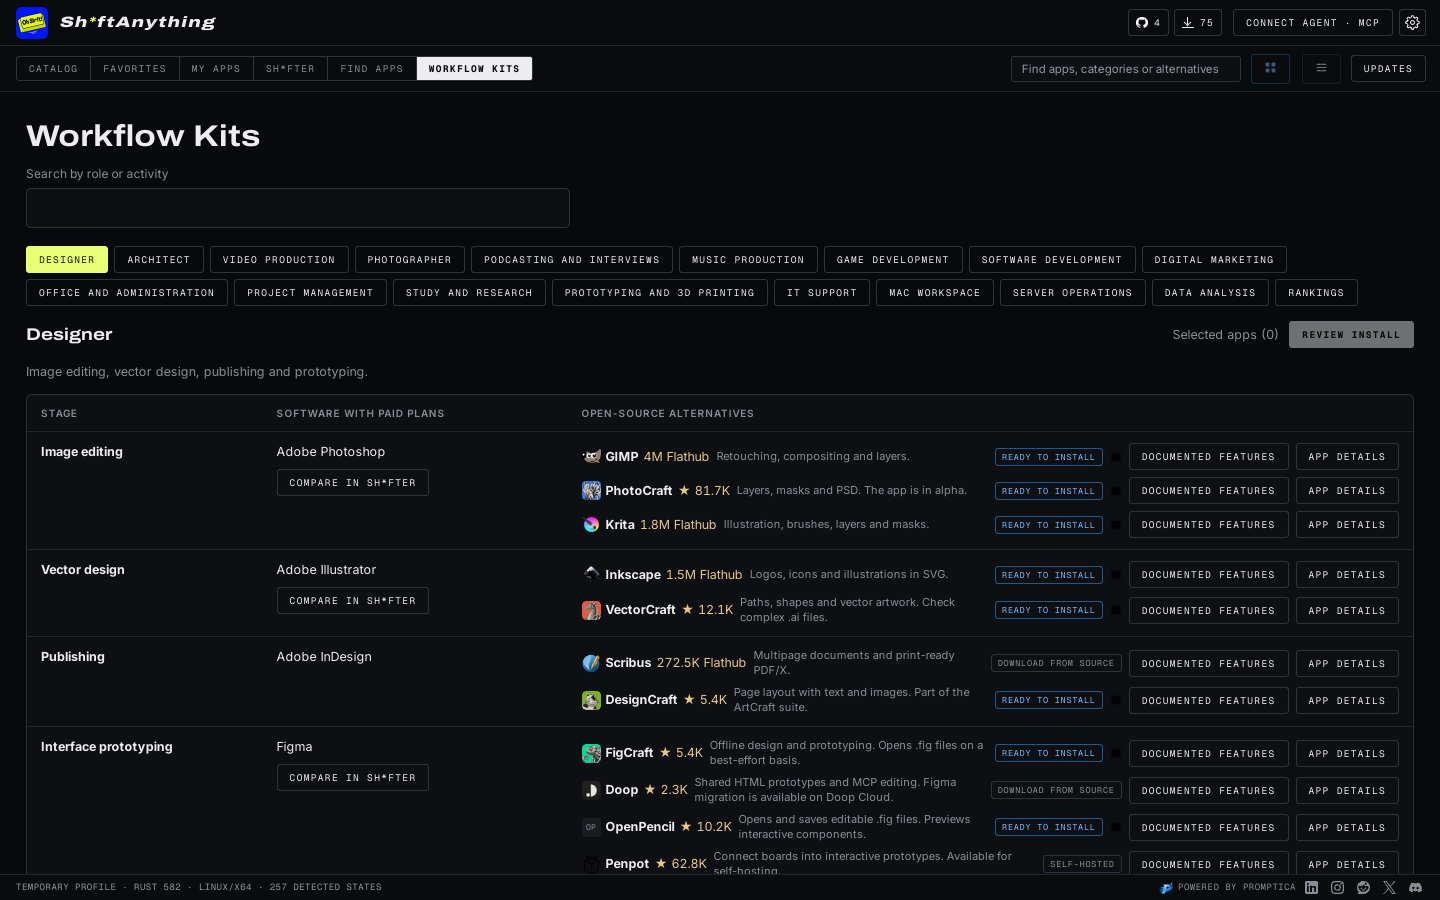 Oh Sh*ft!
Sh*ftAnything
4
75
CONNECT AGENT · MCP
CATALOG
FAVORITES
MY APPS
SH*FTER
FIND APPS
WORKFLOW KITS
Find apps, categories or alternatives
UPDATES
Workflow Kits
Search by role or activity
DESIGNER
ARCHITECT
VIDEO PRODUCTION
PHOTOGRAPHER
PODCASTING AND INTERVIEWS
MUSIC PRODUCTION
GAME DEVELOPMENT
SOFTWARE DEVELOPMENT
DIGITAL MARKETING
OFFICE AND ADMINISTRATION
PROJECT MANAGEMENT
STUDY AND RESEARCH
PROTOTYPING AND 3D PRINTING
IT SUPPORT
MAC WORKSPACE
SERVER OPERATIONS
DATA ANALYSIS
RANKINGS
Designer
Selected apps (0)
REVIEW INSTALL
Image editing, vector design, publishing and prototyping.
STAGE
SOFTWARE WITH PAID PLANS
OPEN-SOURCE ALTERNATIVES
Image editing
Adobe Photoshop
COMPARE IN SH*FTER
GIMP 4M Flathub Retouching, compositing and layers.
READY TO INSTALL
DOCUMENTED FEATURES
APP DETAILS
PhotoCraft ★ 81.7K Layers, masks and PSD. The app is in alpha.
READY TO INSTALL
DOCUMENTED FEATURES
APP DETAILS
Krita 1.8M Flathub Illustration, brushes, layers and masks.
READY TO INSTALL
DOCUMENTED FEATURES
APP DETAILS
Vector design
Adobe Illustrator
COMPARE IN SH*FTER
Inkscape 1.5M Flathub Logos, icons and illustrations in SVG.
READY TO INSTALL
DOCUMENTED FEATURES
APP DETAILS
VectorCraft ★ 12.1K Paths, shapes and vector artwork. Check
complex .ai files.
READY TO INSTALL
DOCUMENTED FEATURES
APP DETAILS
Publishing
Adobe InDesign
Scribus 272.5K Flathub Multipage documents and print-ready
PDF/X.
DOWNLOAD FROM SOURCE
DOCUMENTED FEATURES
APP DETAILS
DesignCraft ★ 5.4K Page layout with text and images. Part of the
ArtCraft suite.
READY TO INSTALL
DOCUMENTED FEATURES
APP DETAILS
Interface prototyping
Figma
COMPARE IN SH*FTER
FigCraft ★ 5.4K Offline design and prototyping. Opens .fig files on a
best-effort basis.
READY TO INSTALL
DOCUMENTED FEATURES
APP DETAILS
Doop ★ 2.3K Shared HTML prototypes and MCP editing. Figma
migration is available on Doop Cloud.
DOWNLOAD FROM SOURCE
DOCUMENTED FEATURES
APP DETAILS
OP
OpenPencil ★ 10.2K Opens and saves editable .fig files. Previews
interactive components.
READY TO INSTALL
DOCUMENTED FEATURES
APP DETAILS
Penpot ★ 62.8K Connect boards into interactive prototypes. Available for
self-hosting.
SELF-HOSTED
DOCUMENTED FEATURES
APP DETAILS
TEMPORARY PROFILE · RUST 582 · LINUX/X64 · 257 DETECTED STATES
POWERED BY PROMPTICA